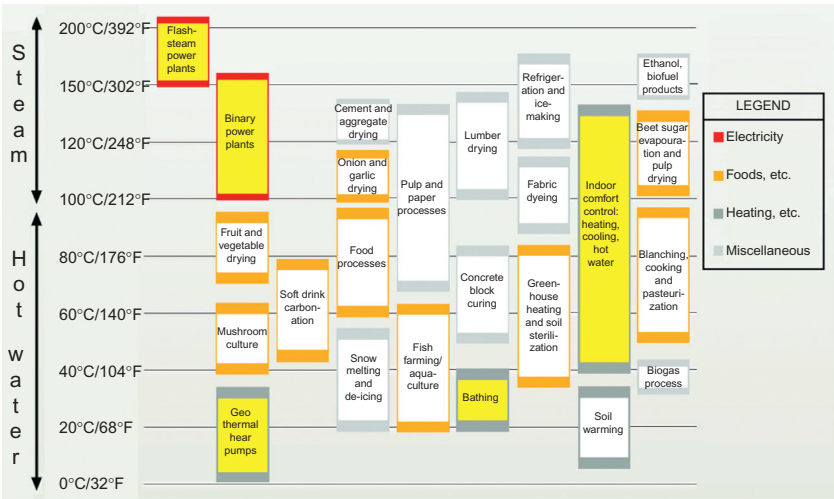 Steam
Hot water
200°C/392°F
150°C/302°F
120°C/248°F
100°C/212°F
80°C/176°F
60°C/140°F
40°C/104°F
20°C/68°F
0°C/32°F
Flash-
steam
power
plants
Binary
power
plants
Fruit and
vegetable
drying
Mushroom
culture
Geo
thermal
hear
pumps
Soft drink
carbon-
ation
Cement and
aggregate
drying
Onion and
garlic
drying
Food
processes
Snow
melting
and
de-icing
Pulp and
paper
processes
Fish
farming/
aqua-
culture
Lumber
drying
Concrete
block
curing
Bathing
Refriger-
ation and
ice-
making
Fabric
dyeing
Green-
house
heating
and soil
sterili-
zation
Indoor
comfort
control:
heating,
cooling,
hot
water
Soil
warming
Ethanol,
biofuel
products
Beet sugar
evapoura-
tion and
pulp
drying
Blanching,
cooking
and
pasteuri-
zation
Biogas
process
LEGEND
Electricity
Foods, etc.
Heating, etc.
Miscellaneous